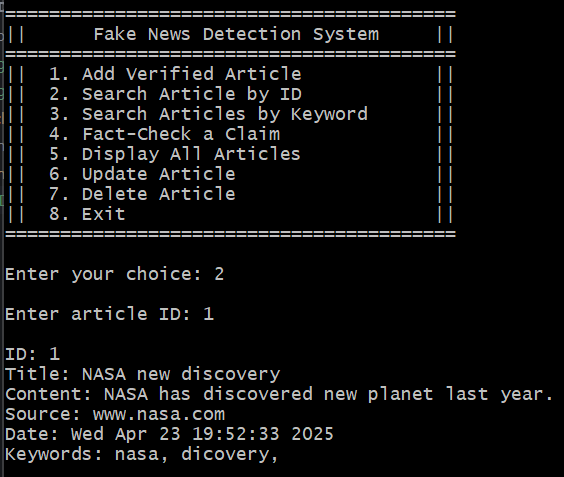 =========================================
||      Fake News Detection System     ||
=========================================
||  1. Add Verified Article            ||
||  2. Search Article by ID            ||
||  3. Search Articles by Keyword      ||
||  4. Fact-Check a Claim              ||
||  5. Display All Articles            ||
||  6. Update Article                  ||
||  7. Delete Article                  ||
||  8. Exit                            ||
=========================================
Enter your choice: 2
Enter article ID: 1
ID: 1
Title: NASA new discovery
Content: NASA has discovered new planet last year.
Source: www.nasa.com
Date: Wed Apr 23 19:52:33 2025
Keywords: nasa, dicovery,